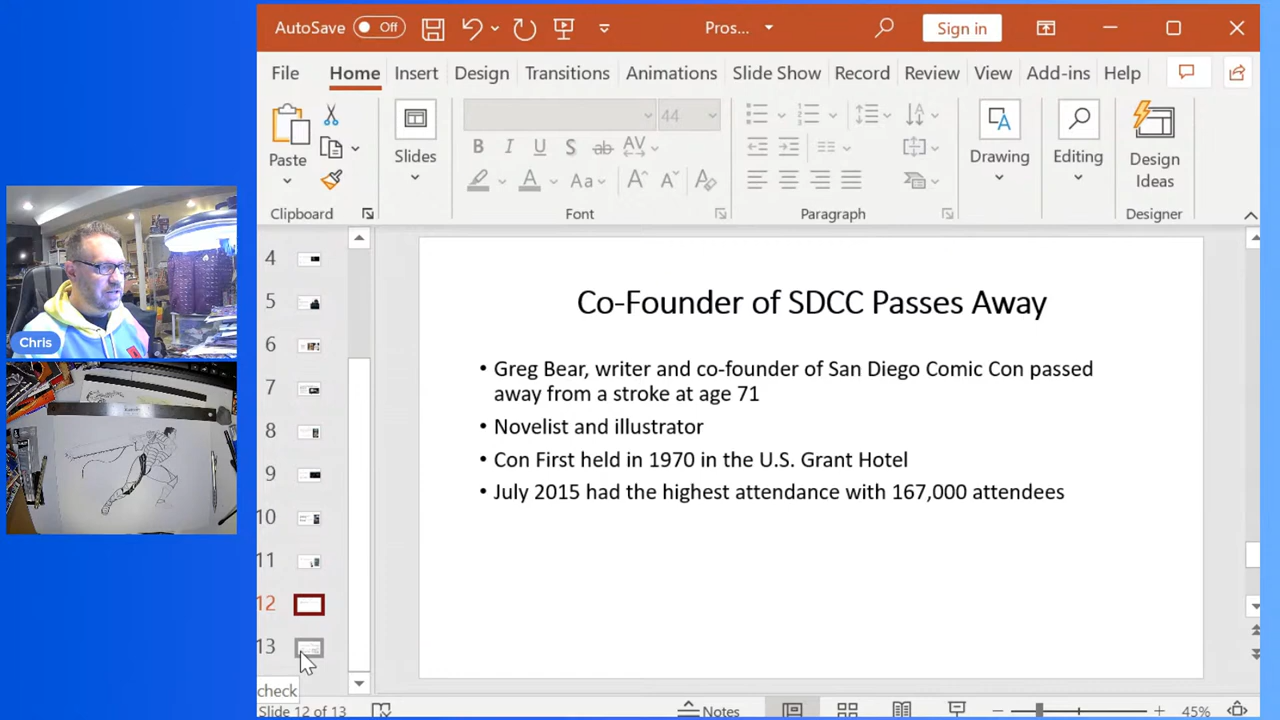 AutoSave Off Pros... Sign in
File Home Insert Design Transitions Animations Slide Show Record Review View Add-ins Help
44
Paste Slides Drawing Editing Design Ideas
Clipboard Font Paragraph Designer
4
5
6
7
8
9
10
11
12
13
Co-Founder of SDCC Passes Away
• Greg Bear, writer and co-founder of San Diego Comic Con passed
away from a stroke at age 71
• Novelist and illustrator
• Con First held in 1970 in the U.S. Grant Hotel
• July 2015 had the highest attendance with 167,000 attendees
Chris
check
Slide 12 of 13 Notes 45%